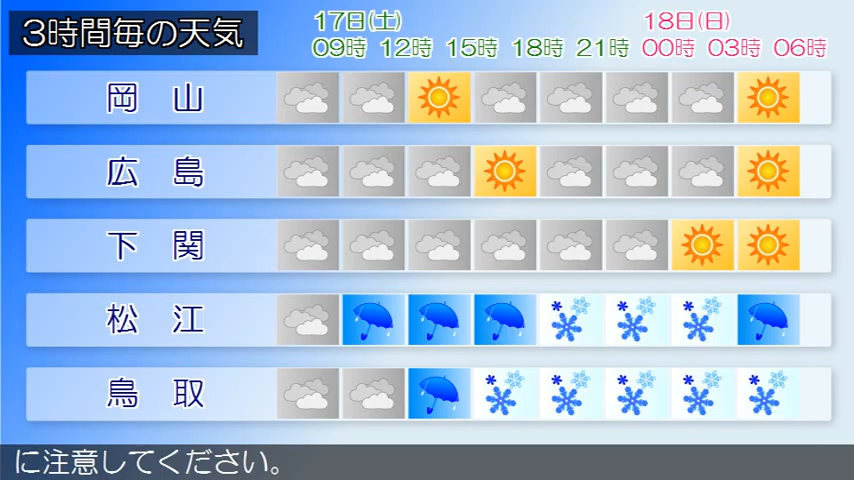 3時間毎の天気
17日(土) 18日(日)
09時 12時 15時 18時 21時 00時 03時 06時
岡 山
広 島
下 関
松 江
鳥 取
に注意してください。